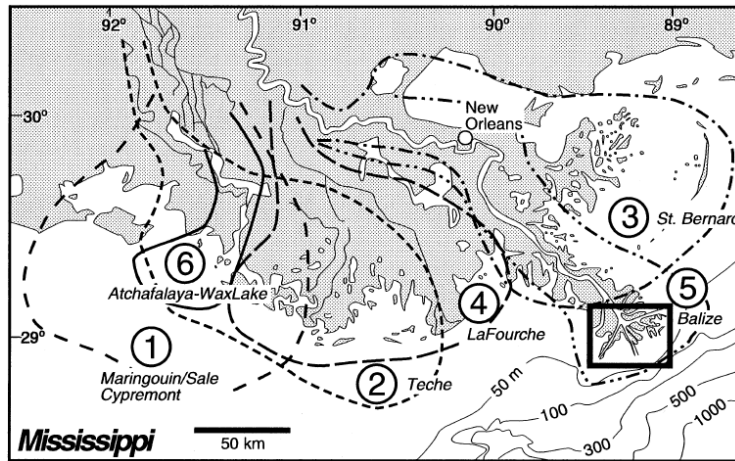 92° 91° 90° 89°
30°
New
Orleans
3
St. Bernard
6
Atchafalaya-WaxLake
5
4
Balize
LaFourche
29°
1
Maringouin/Sale
Cypremont
2
Teche
50 m
100
300
500
1000
Mississippi
50 km